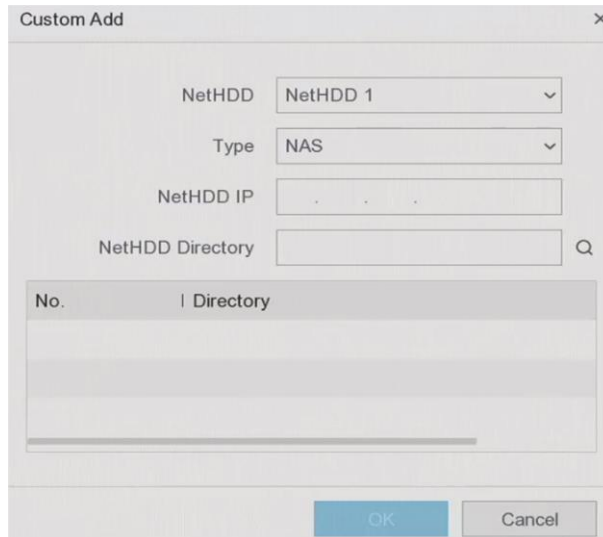 Custom Add
NetHDD NetHDD 1
Type NAS
NetHDD IP . . .
NetHDD Directory
No. | Directory
OK Cancel